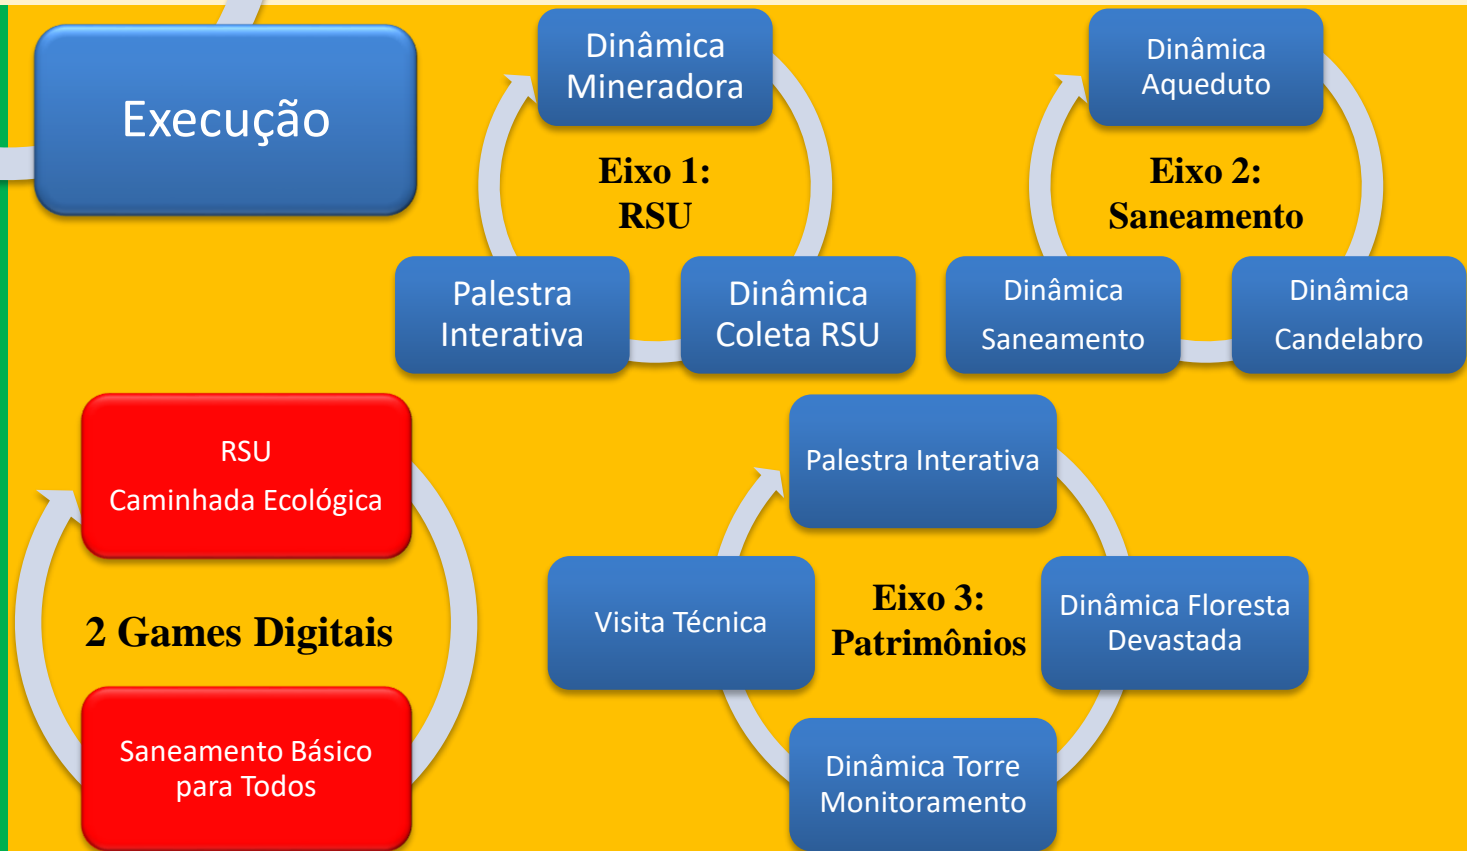 Execução
Dinâmica
Mineradora
Eixo 1:
RSU
Palestra
Interativa
Dinâmica
Coleta RSU
Dinâmica
Aqueduto
Eixo 2:
Saneamento
Dinâmica
Saneamento
Dinâmica
Candelabro
RSU
Caminhada Ecológica
2 Games Digitais
Saneamento Básico
para Todos
Palestra Interativa
Visita Técnica
Eixo 3:
Patrimônios
Dinâmica Floresta
Devastada
Dinâmica Torre
Monitoramento